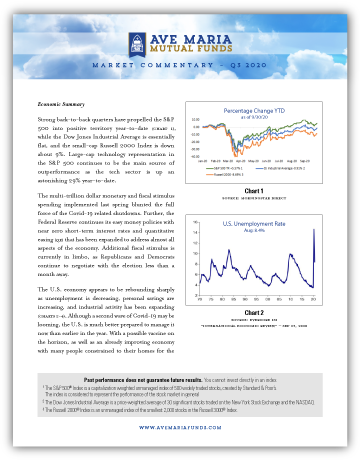 AVE MARIA
MUTUAL FUNDS
MARKET COMMENTARY – Q3 2020
Economic Summary
Strong back-to-back quarters have propelled the S&P
500 into positive territory year-to-date (CHART 1),
while the Dow Jones Industrial Average is essentially
flat, and the small-cap Russell 2000 Index is down
about 9%. Large-cap technology representation in
the S&P 500 continues to be the main source of
outperformance as the tech sector is up an
astonishing 29% year-to-date.
The multi-trillion dollar monetary and fiscal stimulus
spending implemented last spring blunted the full
force of the Covid-19 related shutdowns. Further, the
Federal Reserve continues its easy money policies with
near zero short-term interest rates and quantitative
easing that has been expanded to address almost all
aspects of the economy. Additional fiscal stimulus is
currently in limbo, as Republicans and Democrats
continue to negotiate with the election less than a
month away.
The U.S. economy appears to be rebounding sharply
as unemployment is decreasing, personal savings are
increasing, and industrial activity has been expanding
Although a second wave of Covid-19 may be
looming, the U.S. is much better prepared to manage it
now than earlier in the year. With a possible vaccine on
the horizon, as well as an already improving economy
with many people constrained to their homes for the
Percentage Change YTD
as of 9/30/20
Chart 1
SOURCE: MORNINGSTAR DIRECT
U.S. Unemployment Rate
Aug 8.4%
Chart 2
SOURCE: EVERCORE ISI
Past performance does not guarantee future results. You cannot invest directly in an index.
¹ The S&P 500® Index is a capitalization weighted unmanaged index of 500 widely traded stocks, created by Standard & Poor's.
The index is considered to represent the performance of the stock market in general.
² The Dow Jones Industrial Average is a price-weighted average of 30 significant stocks traded on the New York Stock Exchange and the NASDAQ.
³ The Russell 2000® Index is an unmanaged index of the smallest 2,000 stocks in the Russell 3000® Index.
WWW.AVEMARIAFUNDS.COM